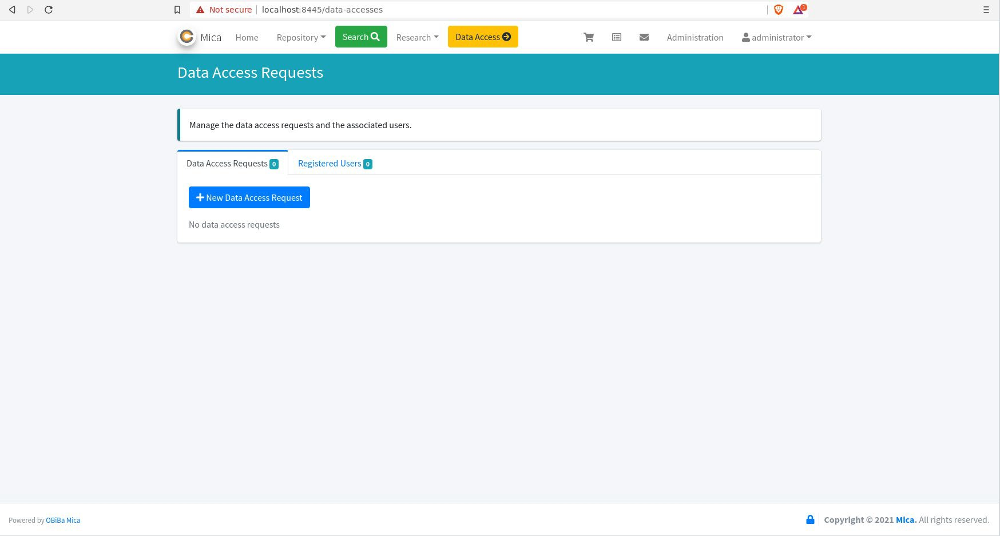 Not secure localhost:8445/data-accesses 1
Mica Home Repository Search Research Data Access Administration administrator
Data Access Requests
Manage the data access requests and the associated users.
Data Access Requests 0 Registered Users 0
New Data Access Request
No data access requests
Powered by OBiBa Mica Copyright © 2021 Mica. All rights reserved.